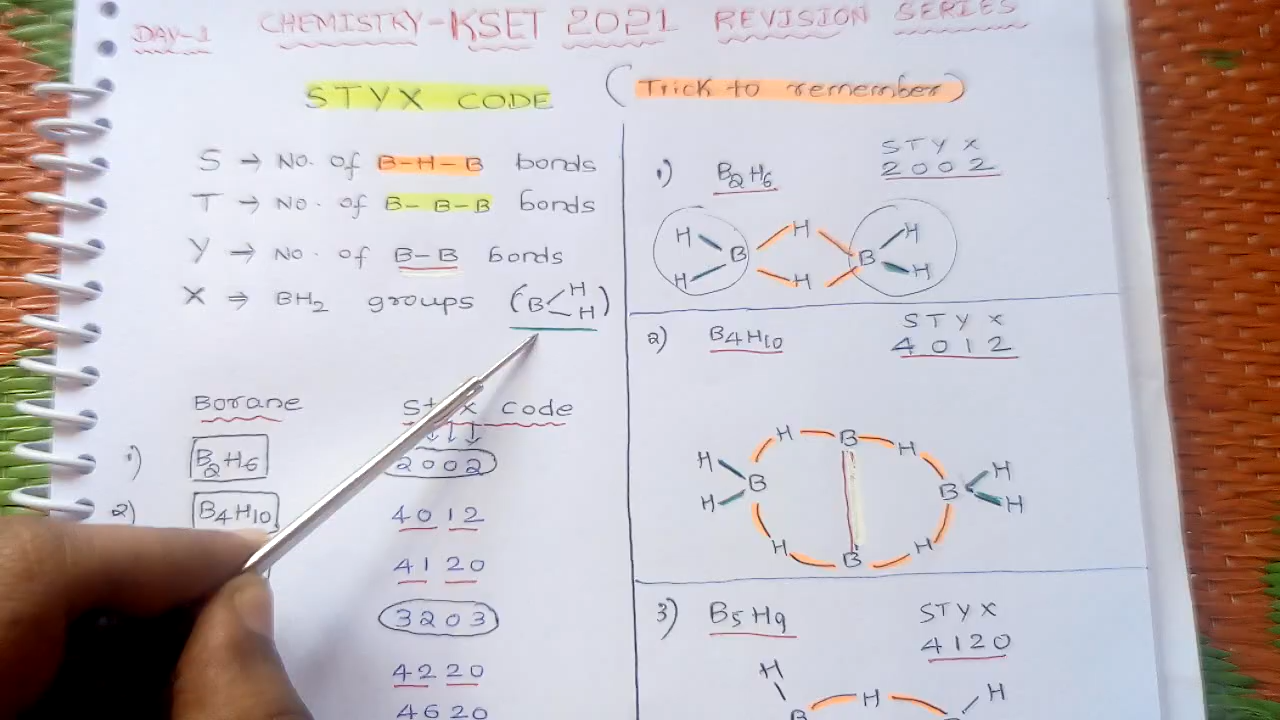 DAY-1 CHEMISTRY-KSET 2021 REVISION SERIES
STYX CODE (Trick to remember)
S → No. of B-H-B bonds
T → No. of B-B-B bonds
Y → No. of B-B bonds
X ⇒ BH2 groups (B H H)
Borane Styx code
1) B2H6 2002
2) B4H10 4012
4120
3203
4220
4620
1) B2H6 STYX
2002
H H H
B B
H H H
2) B4H10 STYX
4012
H B H
H H
B B
H H
H H
B
3) B5H9 STYX
4120
H H H
B